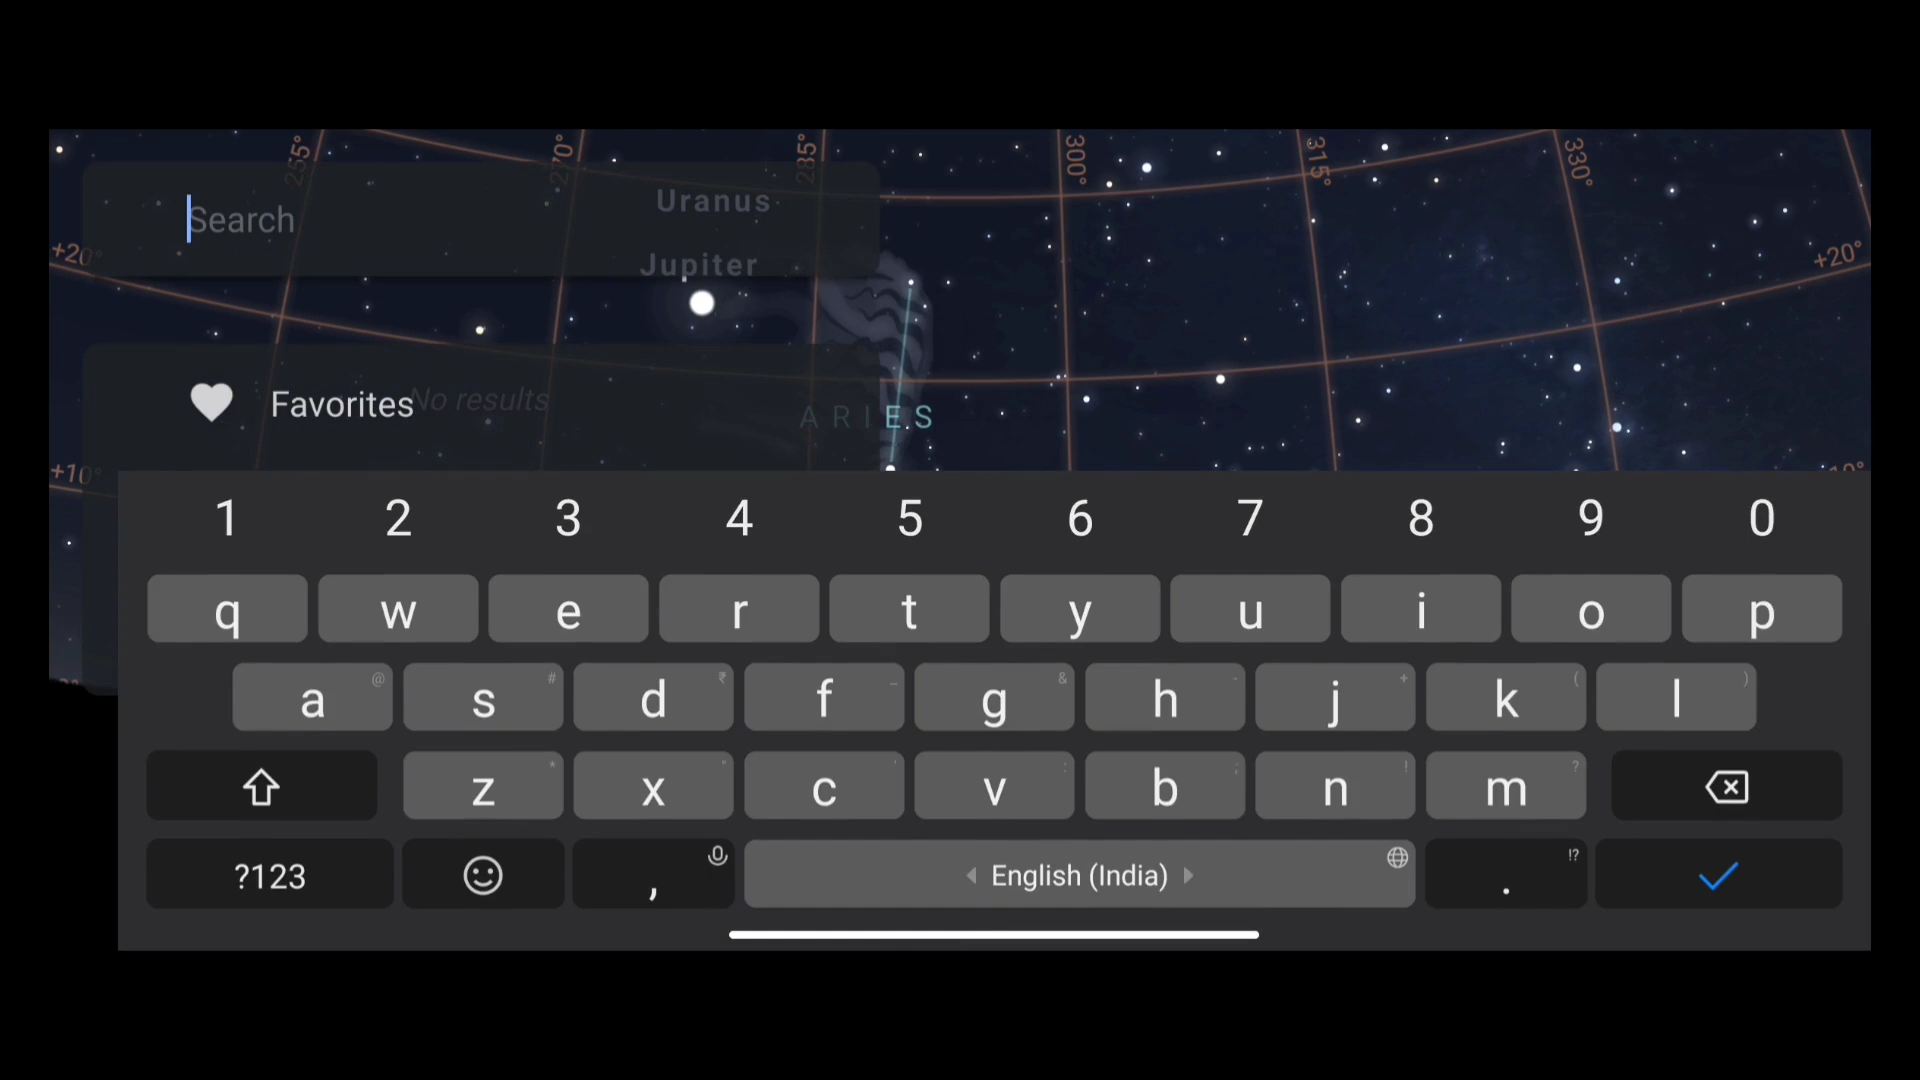 255° 270° 285° 300° 315° 330°
Uranus
Search
+20° +20°
Jupiter
Favorites No results
ARIES
+10° 10°
1 2 3 4 5 6 7 8 9 0
q w e r t y u i o p
@ # ₹ _ & - + ( )
a s d f g h j k l
* " ' : ; ! ?
z x c v b n m
?123 , English (India) . !?